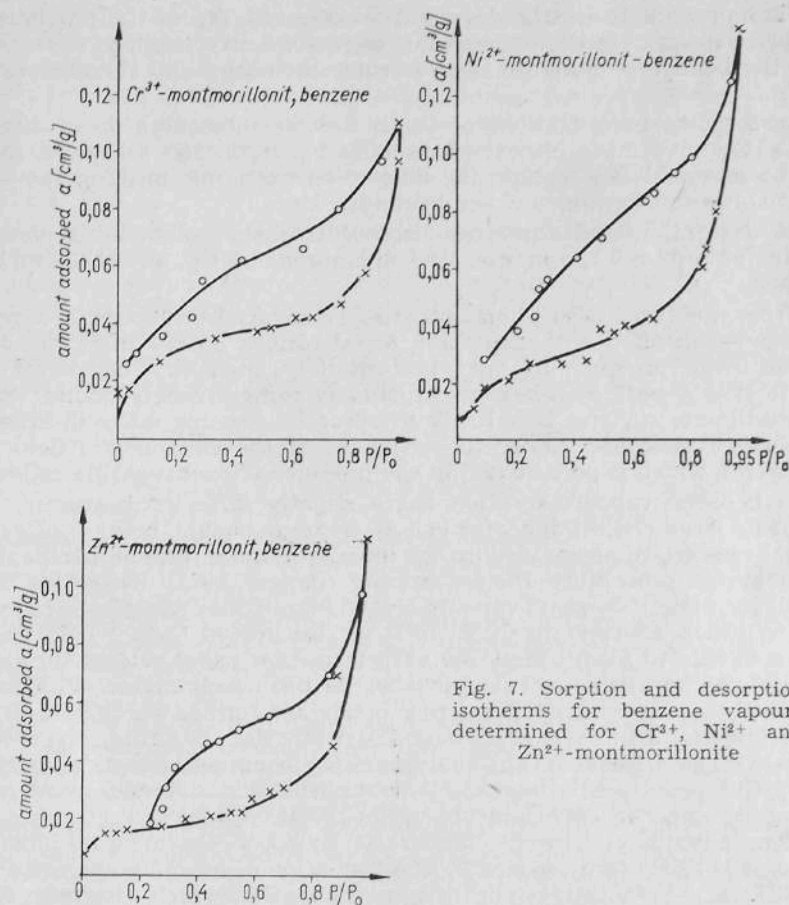 amount adsorbed a [cm³/g]
Cr³⁺-montmorillonit, benzene
0,12
0,10
0,08
0,06
0,04
0,02
0
0,2
0,4
0,6
0,8 P/P₀
a [cm³/g]
Ni²⁺-montmorillonit-benzene
0,12
0,10
0,08
0,06
0,04
0,02
0
0,2
0,4
0,6
0,8
0,95 P/P₀
amount adsorbed a [cm³/g]
Zn²⁺-montmorillonit, benzene
0,10
0,08
0,06
0,04
0,02
0
0,2
0,4
0,6
0,8 P/P₀
Fig. 7. Sorption and desorptio
isotherms for benzene vapour
determined for Cr³⁺, Ni²⁺ an
Zn²⁺-montmorillonite